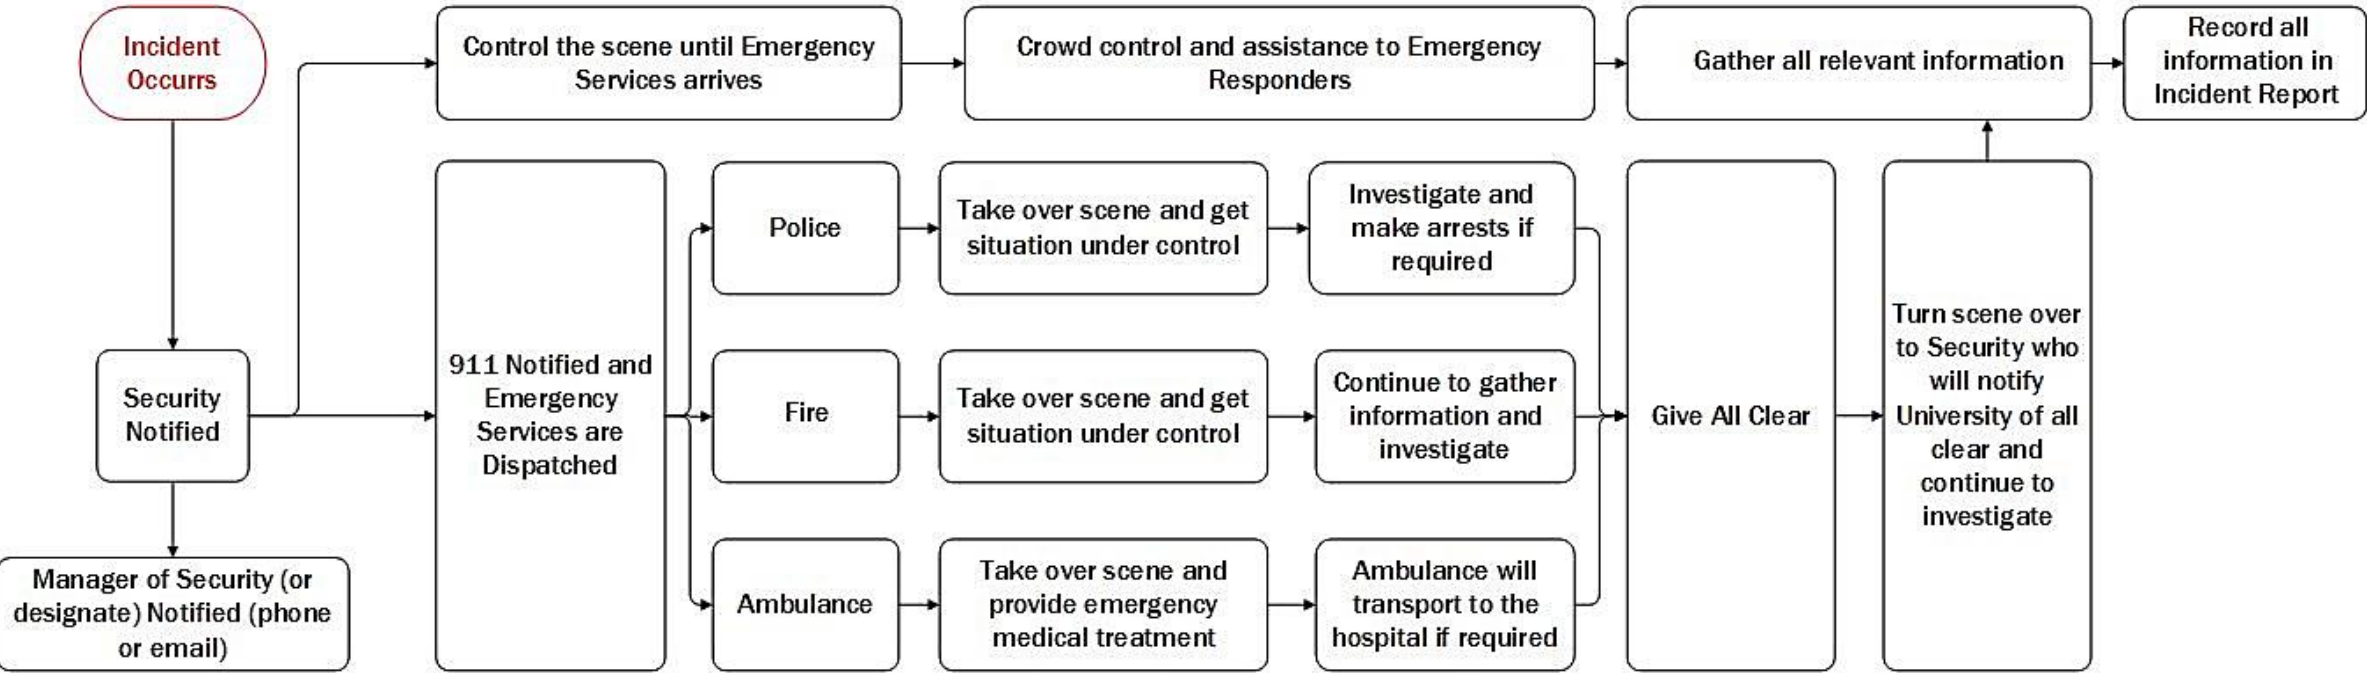 Incident
Occurrs
Control the scene until Emergency
Services arrives
Crowd control and assistance to Emergency
Responders
Gather all relevant information
Record all
information in
Incident Report
Security
Notified
Manager of Security (or
designate) Notified (phone
or email)
911 Notified and
Emergency
Services are
Dispatched
Police
Take over scene and get
situation under control
Investigate and
make arrests if
required
Fire
Take over scene and get
situation under control
Continue to gather
information and
investigate
Ambulance
Take over scene and
provide emergency
medical treatment
Ambulance will
transport to the
hospital if required
Give All Clear
Turn scene over
to Security who
will notify
University of all
clear and
continue to
investigate